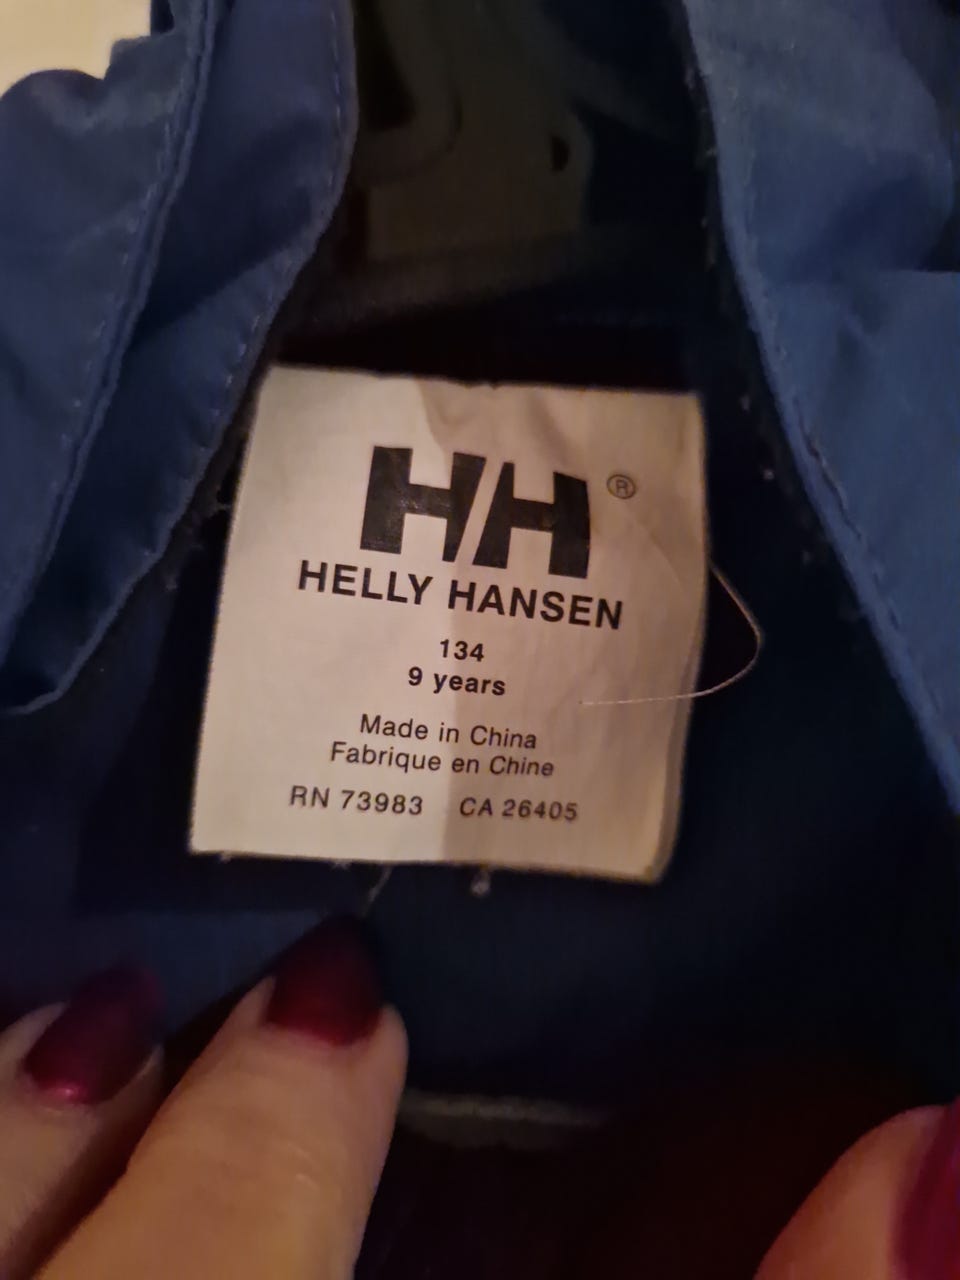 HH®
HELLY HANSEN
134
9 years
Made in China
Fabrique en Chine
RN 73983 CA 26405